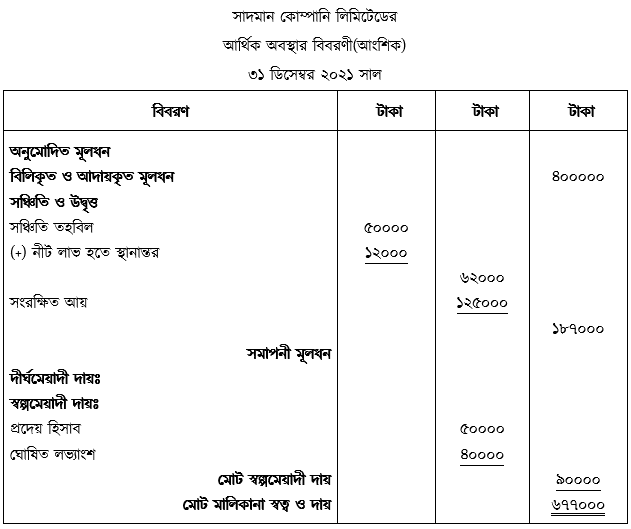 সাদমান কোম্পানি লিমিটেডের
আর্থিক অবস্থার বিবরণী(আংশিক)
৩১ ডিসেম্বর ২০২১ সাল
বিবরণ টাকা টাকা টাকা
অনুমোদিত মূলধন
বিলিকৃত ও আদায়কৃত মূলধন ৪০০০০০
সঞ্চিতি ও উদ্বৃত্ত
সঞ্চিতি তহবিল ৫০০০০
(+) নীট লাভ হতে স্থানান্তর ১২০০০
৬২০০০
সংরক্ষিত আয় ১২৫০০০
১৮৭০০০
সমাপনী মূলধন
দীর্ঘমেয়াদী দায়ঃ
স্বল্পমেয়াদী দায়ঃ
প্রদেয় হিসাব ৫০০০০
ঘোষিত লভ্যাংশ ৪০০০০
মোট স্বল্পমেয়াদী দায় ৯০০০০
মোট মালিকানা স্বত্ব ও দায় ৬৭৭০০০